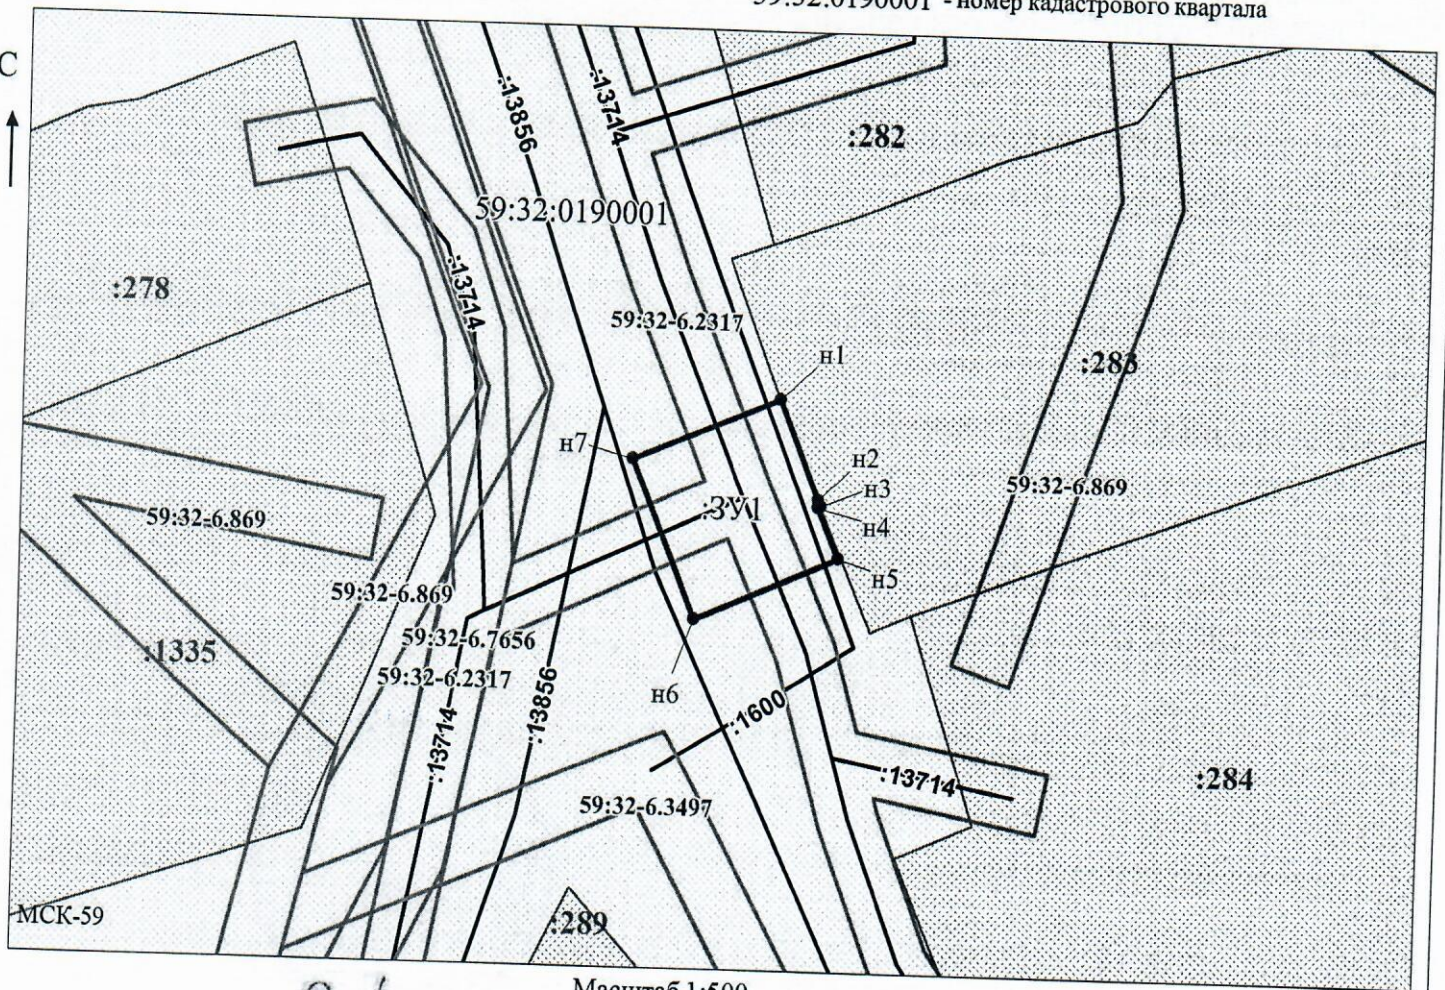 59:32:0190001 - номер кадастрового квартала
С
:13856
:13714
:282
59:32:0190001
:278
:13714
59:32-6.2317
н1
:283
н7
н2
н3
59:32-6.869
59:32-6.869
:ЗУ1
н4
н5
59:32-6.869
59:32-6.7656
:1335
59:32-6.2317
н6
:13856
:1600
:13714
:13714
:284
59:32-6.3497
МСК-59
:289
Масштаб 1:500